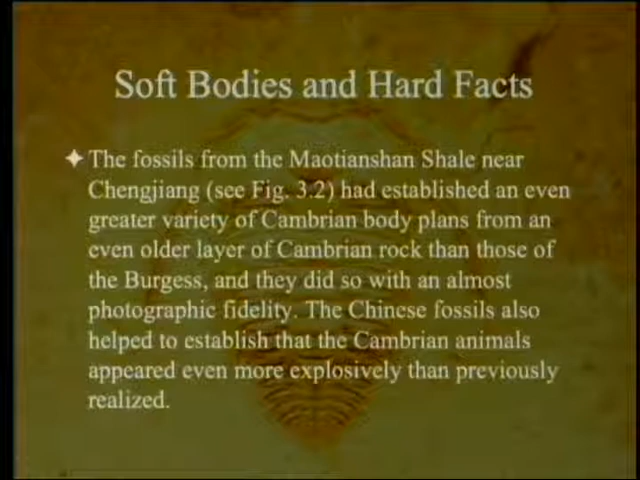 Soft Bodies and Hard Facts
The fossils from the Maotianshan Shale near
Chengjiang (see Fig. 3.2) had established an even
greater variety of Cambrian body plans from an
even older layer of Cambrian rock than those of
the Burgess, and they did so with an almost
photographic fidelity. The Chinese fossils also
helped to establish that the Cambrian animals
appeared even more explosively than previously
realized.